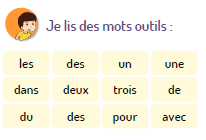 Je lis des mots outils :
les des un une
dans deux trois de
du des pour avec